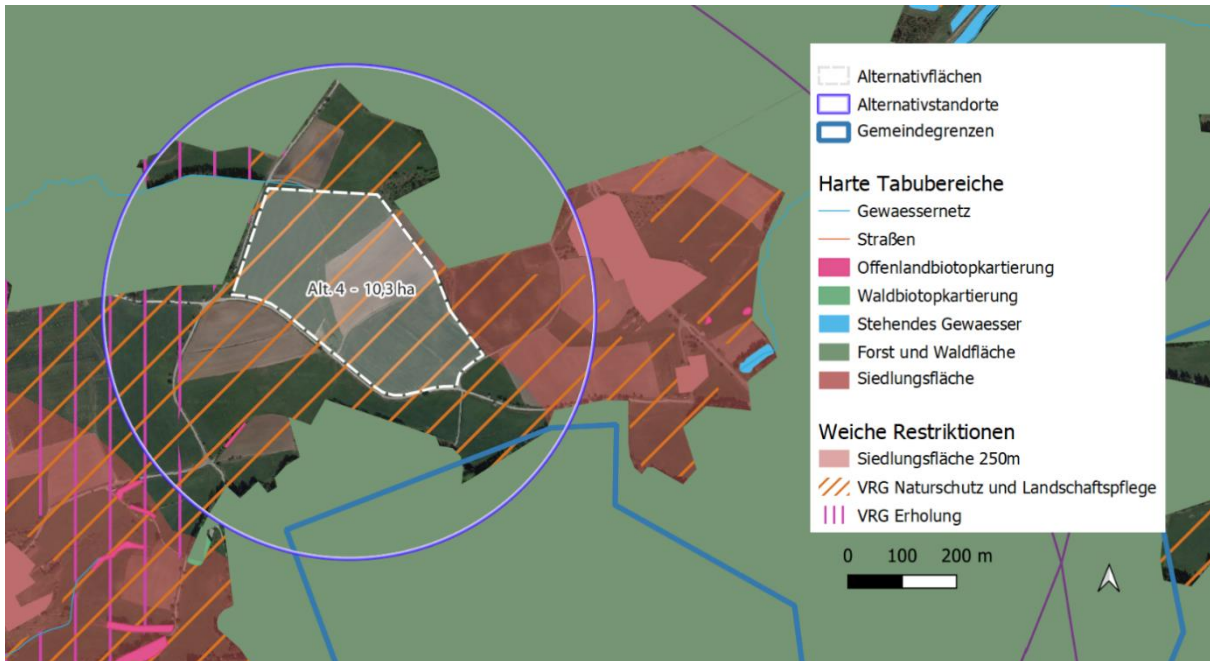 Alt. 4 - 10,3 ha
Alternativflächen
Alternativstandorte
Gemeindegrenzen
Harte Tabubereiche
Gewaessernetz
Straßen
Offenlandbiotopkartierung
Waldbiotopkartierung
Stehendes Gewaesser
Forst und Waldfläche
Siedlungsfläche
Weiche Restriktionen
Siedlungsfläche 250m
VRG Naturschutz und Landschaftspflege
VRG Erholung
0 100 200 m